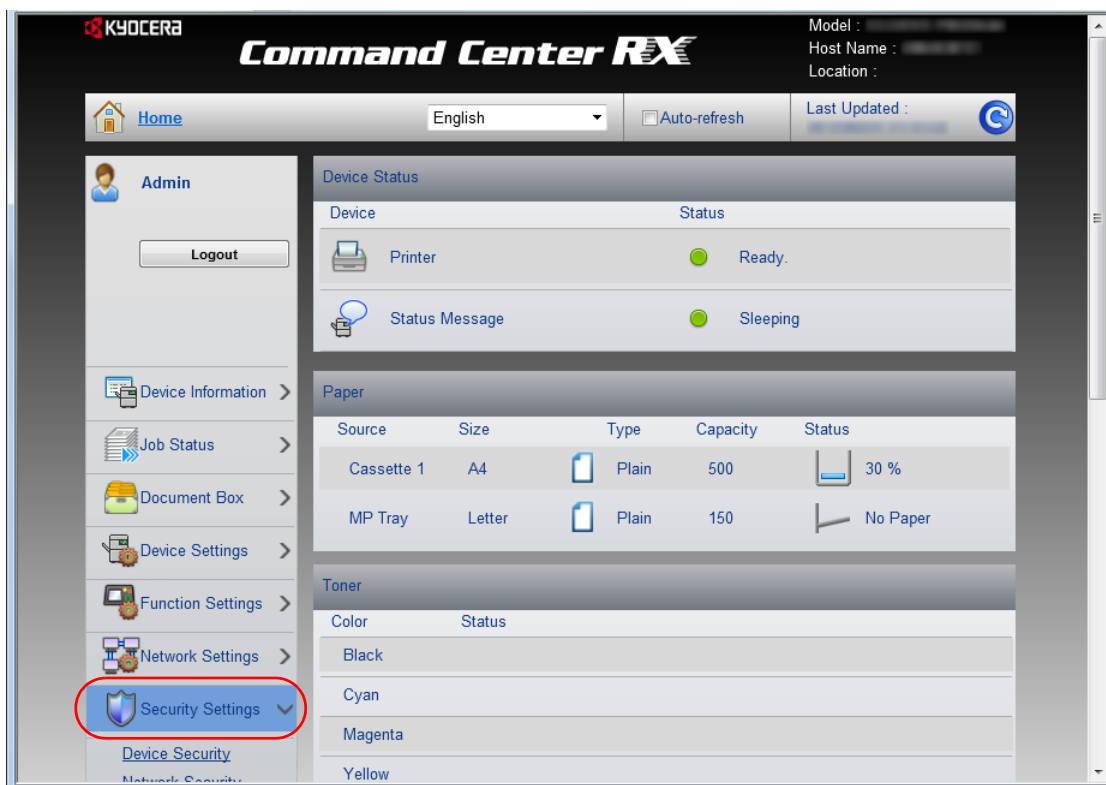 KYOCERA
Command Center RX
Model :
Host Name :
Location :
Home
English
Auto-refresh
Last Updated :
Admin
Logout
Device Information
Job Status
Document Box
Device Settings
Function Settings
Network Settings
Security Settings
Device Security
Network Security
Device Status
Device Status
Printer Ready.
Status Message Sleeping
Paper
Source Size Type Capacity Status
Cassette 1 A4 Plain 500 30 %
MP Tray Letter Plain 150 No Paper
Toner
Color Status
Black
Cyan
Magenta
Yellow